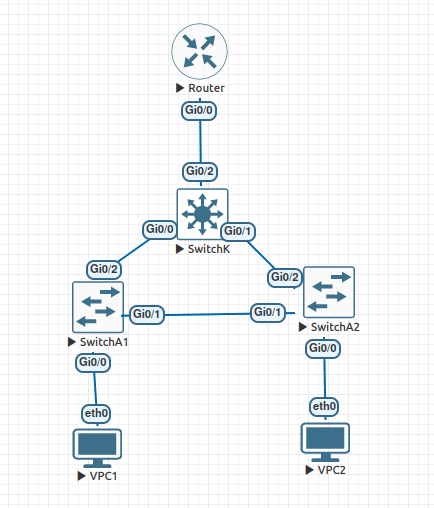 Router
Gi0/0
Gi0/2
Gi0/0
Gi0/1
SwitchK
Gi0/2
Gi0/2
Gi0/1
Gi0/1
SwitchA1
SwitchA2
Gi0/0
Gi0/0
eth0
eth0
VPC1
VPC2